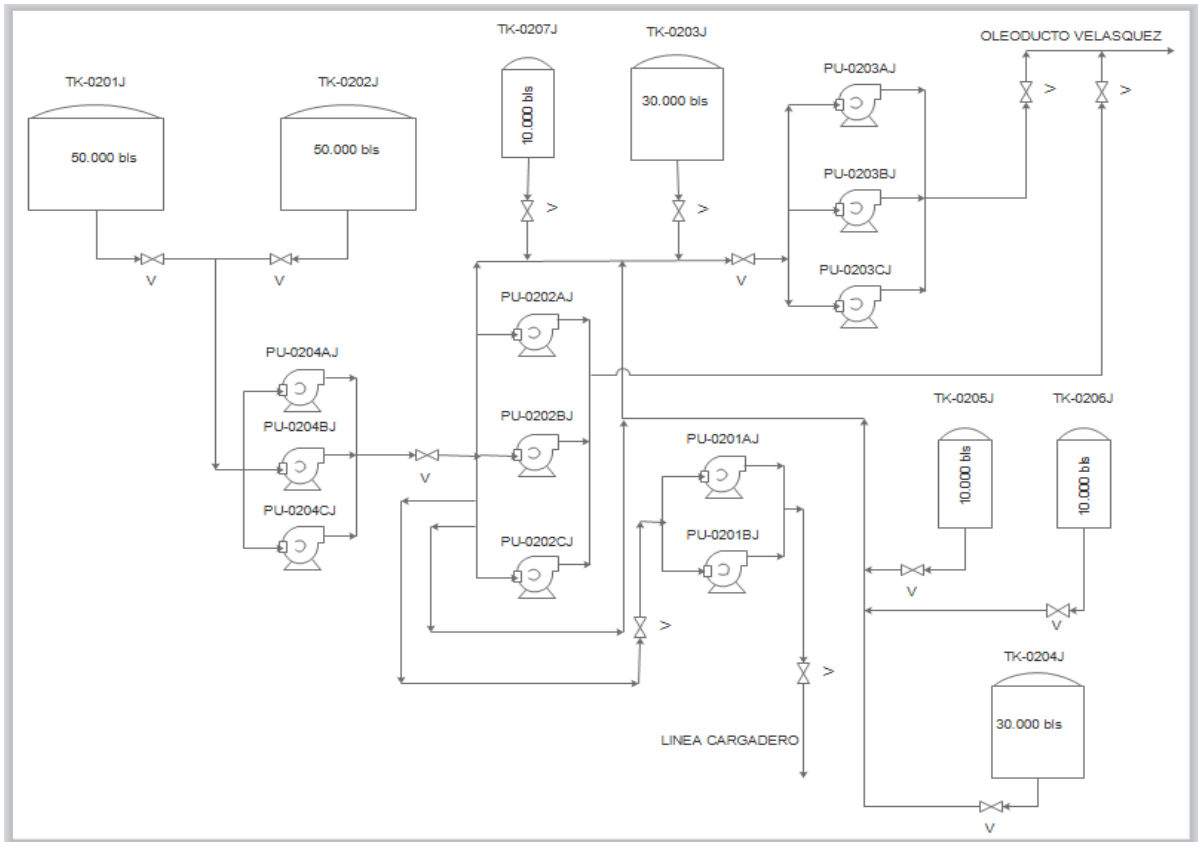 TK-0207J
TK-0203J
OLEODUCTO VELASQUEZ
TK-0201J
TK-0202J
PU-0203AJ
50.000 bls
50.000 bls
10.000 bls
30.000 bls
V
V
PU-0203BJ
V
V
V
V
V
PU-0203CJ
PU-0202AJ
PU-0204AJ
PU-0204BJ
PU-0202BJ
V
PU-0204CJ
PU-0202CJ
PU-0201AJ
PU-0201BJ
V
V
LINEA CARGADERO
TK-0205J
TK-0206J
10.000 bls
10.000 bls
V
V
TK-0204J
30.000 bls
V